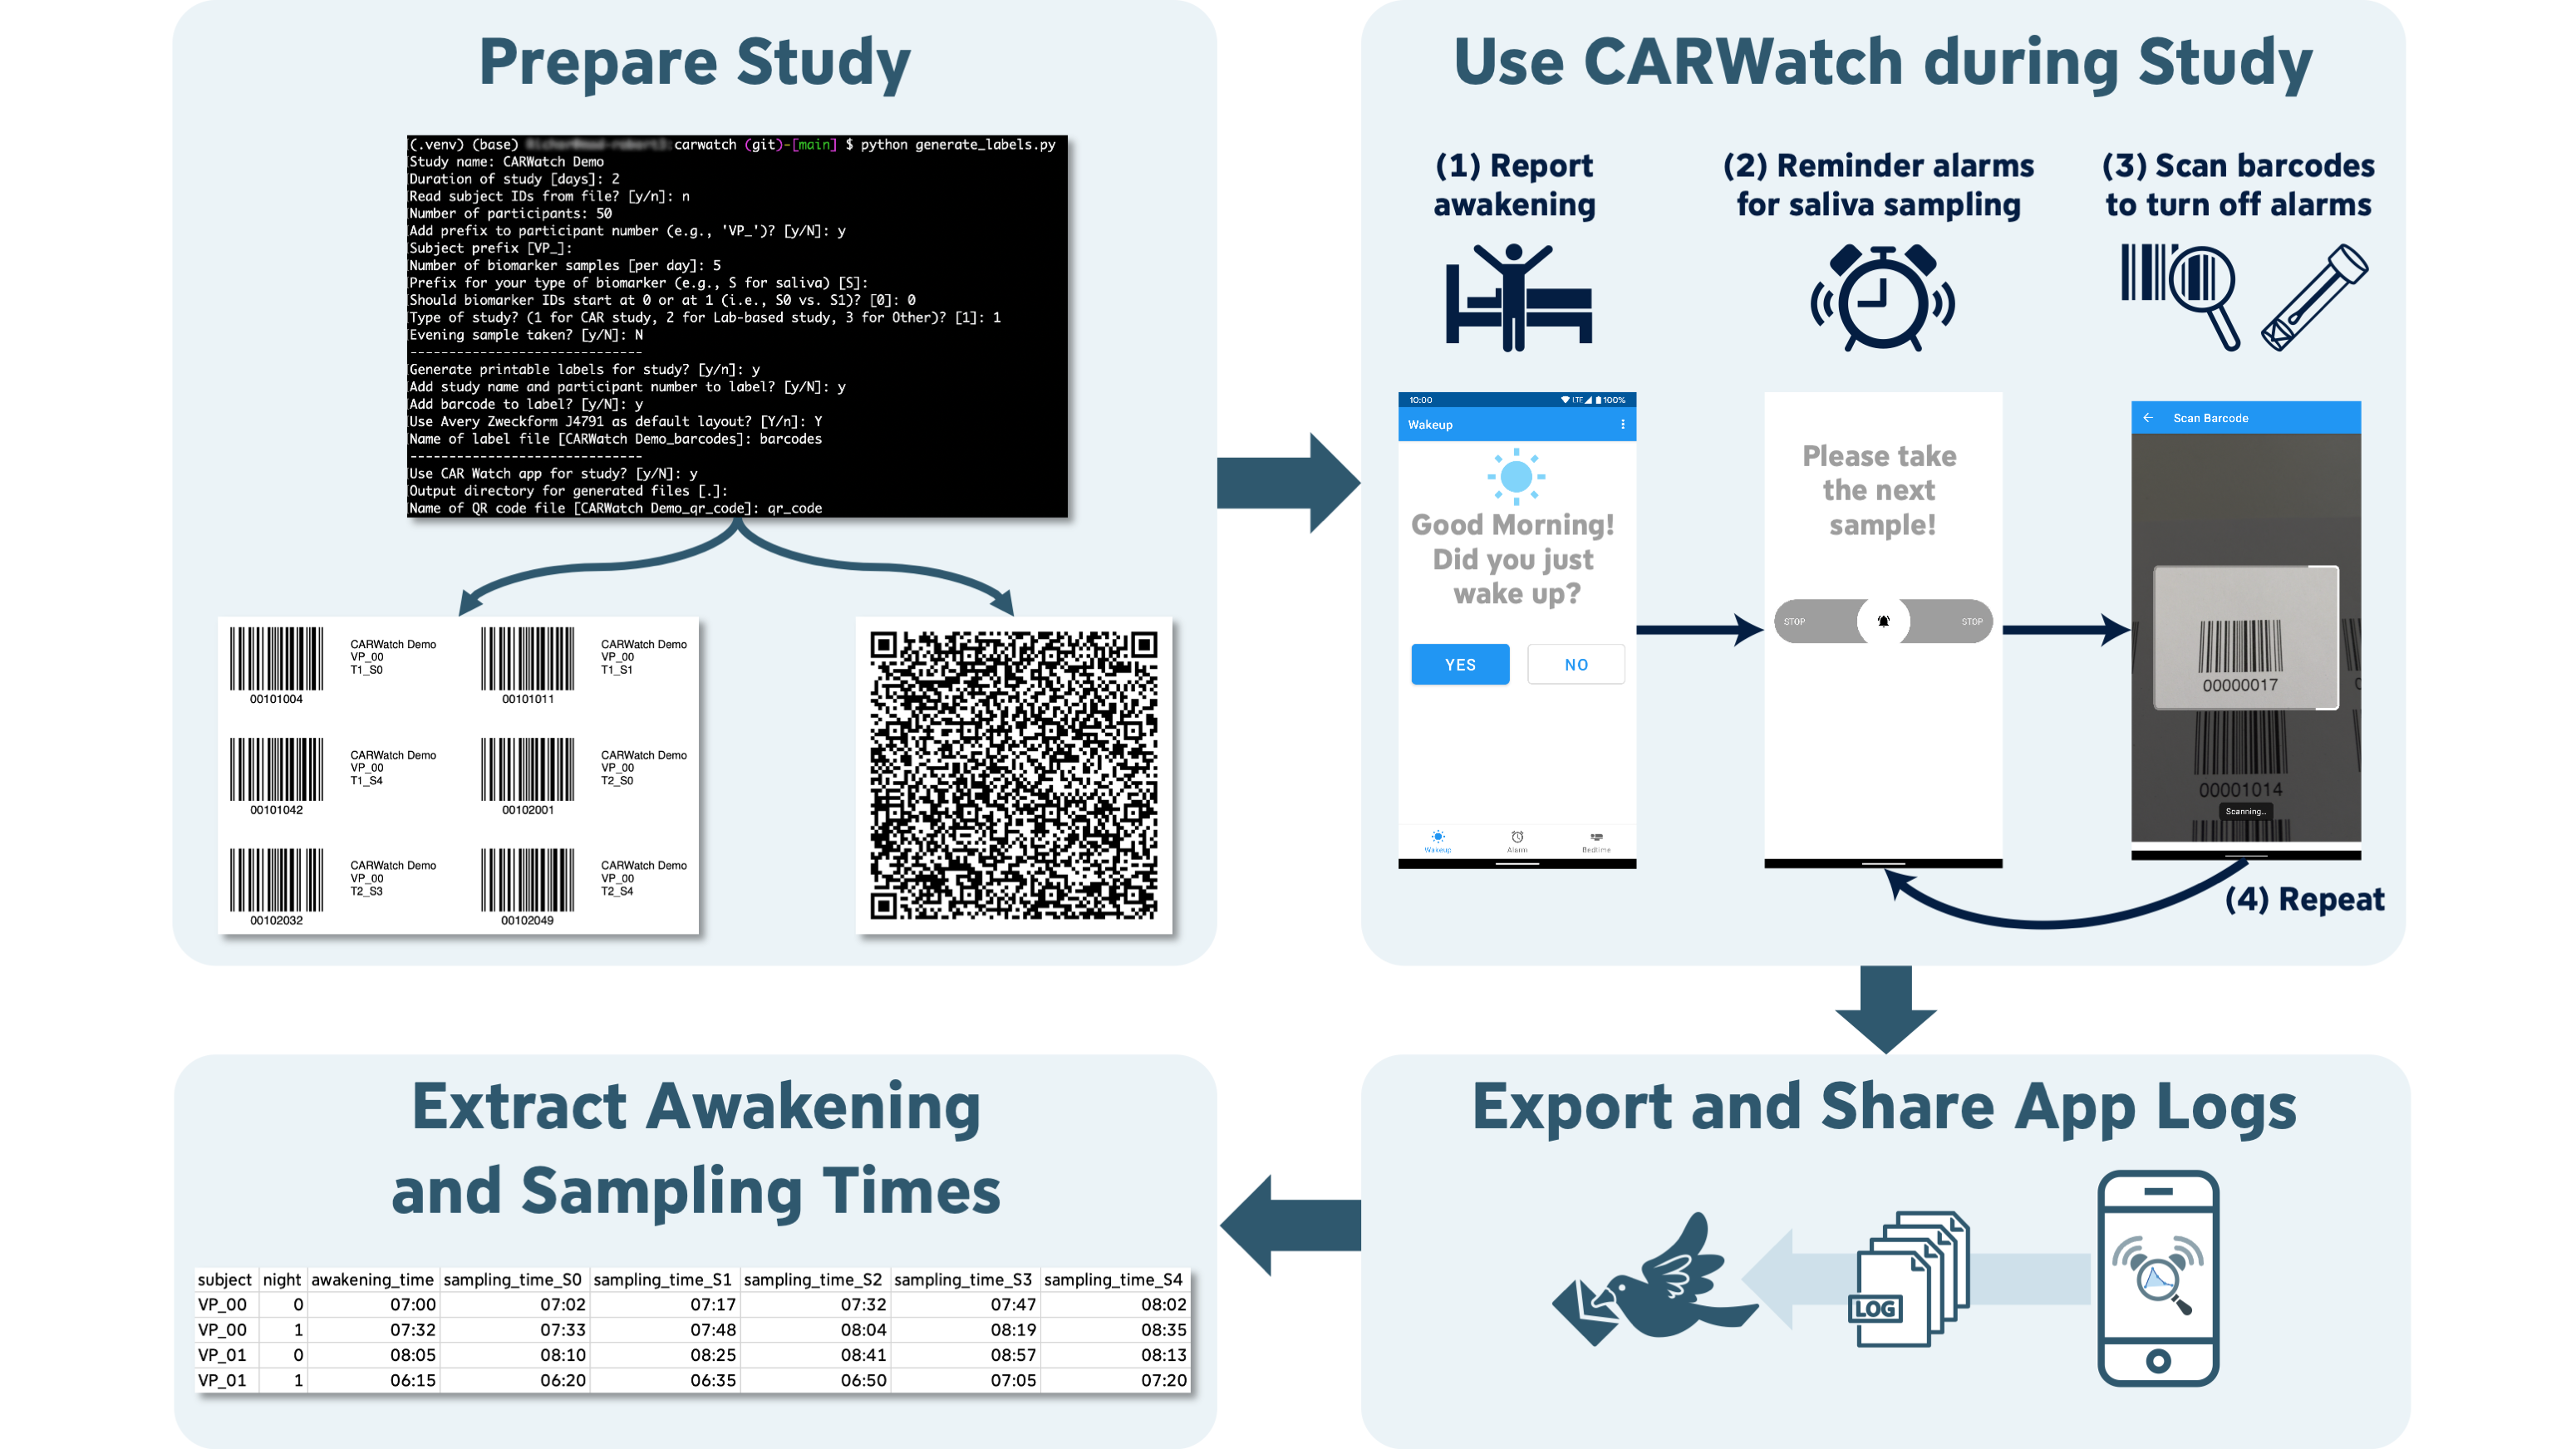 Prepare Study
(.venv) (base) carwatch (git)-[main] $ python generate_labels.py
Study name: CARWatch Demo
Duration of study [days]: 2
Read subject IDs from file? [y/n]: n
Number of participants: 50
Add prefix to participant number (e.g., 'VP_')? [y/N]: y
Subject prefix [VP_]:
Number of biomarker samples [per day]: 5
Prefix for your type of biomarker (e.g., S for saliva) [S]:
Should biomarker IDs start at 0 or at 1 (i.e., S0 vs. S1)? [0]: 0
Type of study? (1 for CAR study, 2 for Lab-based study, 3 for Other)? [1]: 1
Evening sample taken? [y/N]: N
------------------------------
Generate printable labels for study? [y/n]: y
Add study name and participant number to label? [y/N]: y
Add barcode to label? [y/N]: y
Use Avery Zweckform J4791 as default layout? [Y/n]: Y
Name of label file [CARWatch Demo_barcodes]: barcodes
------------------------------
Use CAR Watch app for study? [y/N]: y
Output directory for generated files [.]:
Name of QR code file [CARWatch Demo_qr_code]: qr_code
CARWatch Demo
VP_00
T1_S0
00101004
CARWatch Demo
VP_00
T1_S1
00101011
CARWatch Demo
VP_00
T1_S4
00101042
CARWatch Demo
VP_00
T2_S0
00102001
CARWatch Demo
VP_00
T2_S3
00102032
CARWatch Demo
VP_00
T2_S4
00102049
Use CARWatch during Study
(1) Report
awakening
(2) Reminder alarms
for saliva sampling
(3) Scan barcodes
to turn off alarms
10:00 LTE 100%
Wakeup
Good Morning!
Did you just
wake up?
YES NO
Wakeup Alarm Bedtime
Please take
the next
sample!
STOP STOP
Scan Barcode
00000017
00001014
Scanning...
(4) Repeat
Export and Share App Logs
LOG
Extract Awakening
and Sampling Times
subject night awakening_time sampling_time_S0 sampling_time_S1 sampling_time_S2 sampling_time_S3 sampling_time_S4
VP_00 0 07:00 07:02 07:17 07:32 07:47 08:02
VP_00 1 07:32 07:33 07:48 08:04 08:19 08:35
VP_01 0 08:05 08:10 08:25 08:41 08:57 08:13
VP_01 1 06:15 06:20 06:35 06:50 07:05 07:20